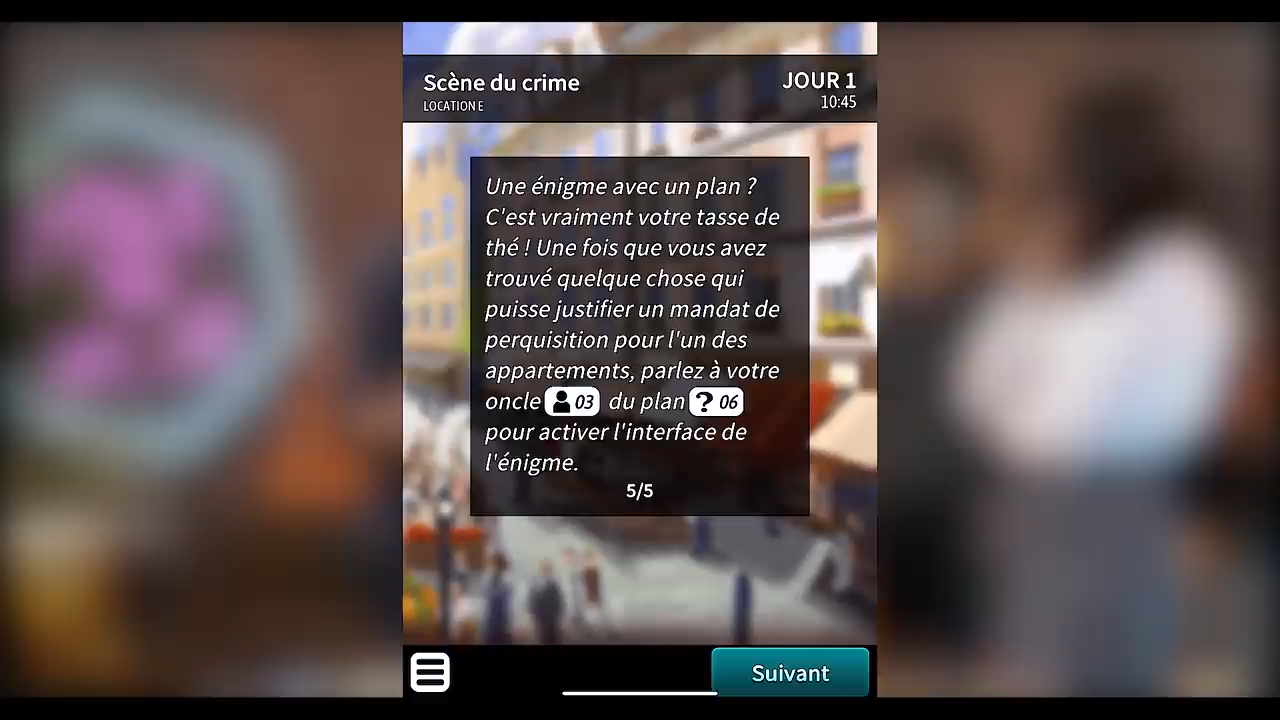 Scène du crime
LOCATION E
JOUR 1
10:45
Une énigme avec un plan ?
C'est vraiment votre tasse de
thé ! Une fois que vous avez
trouvé quelque chose qui
puisse justifier un mandat de
perquisition pour l'un des
appartements, parlez à votre
oncle 03 du plan ? 06
pour activer l'interface de
l'énigme.
5/5
Suivant